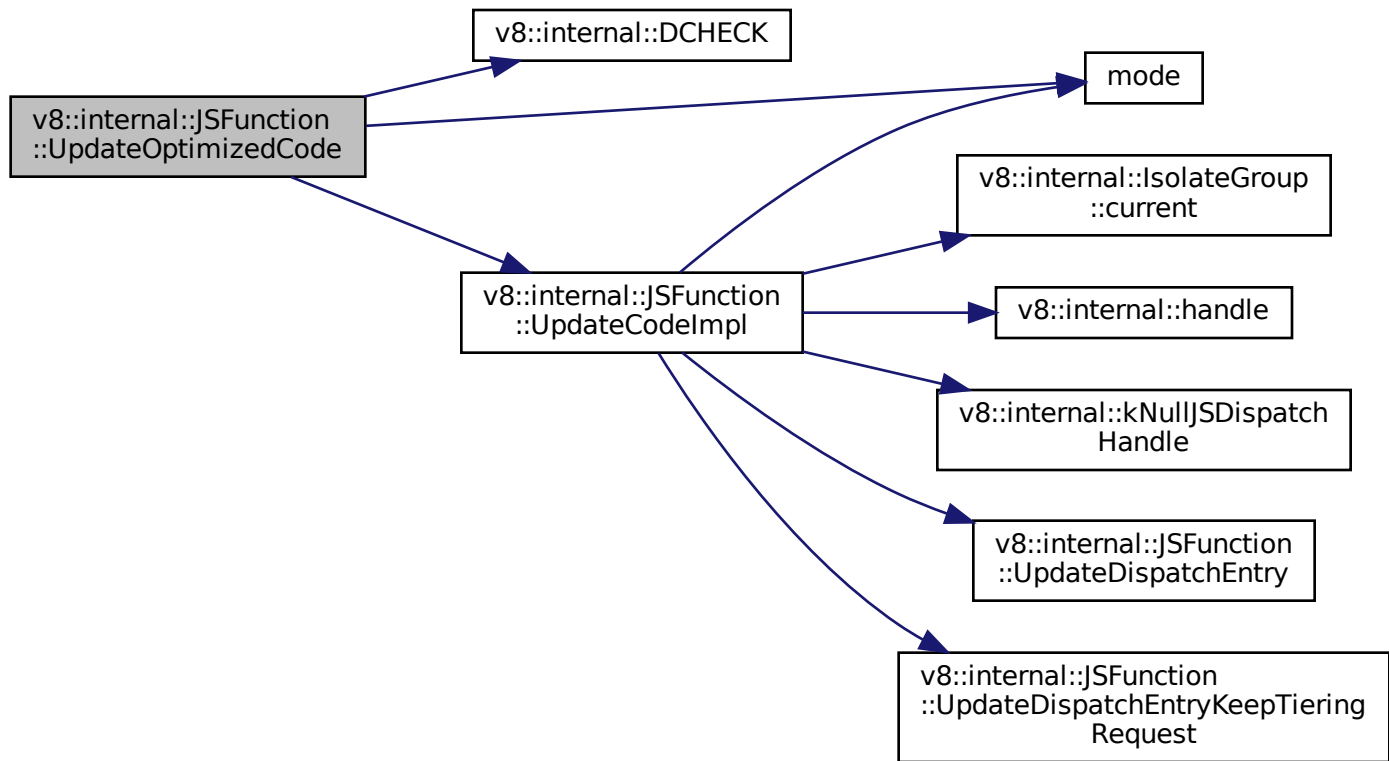 v8::internal::DCHECK
mode
v8::internal::JSFunction
::UpdateOptimizedCode
v8::internal::IsolateGroup
::current
v8::internal::JSFunction
::UpdateCodeImpl
v8::internal::handle
v8::internal::kNullJSDispatch
Handle
v8::internal::JSFunction
::UpdateDispatchEntry
v8::internal::JSFunction
::UpdateDispatchEntryKeepTiering
Request